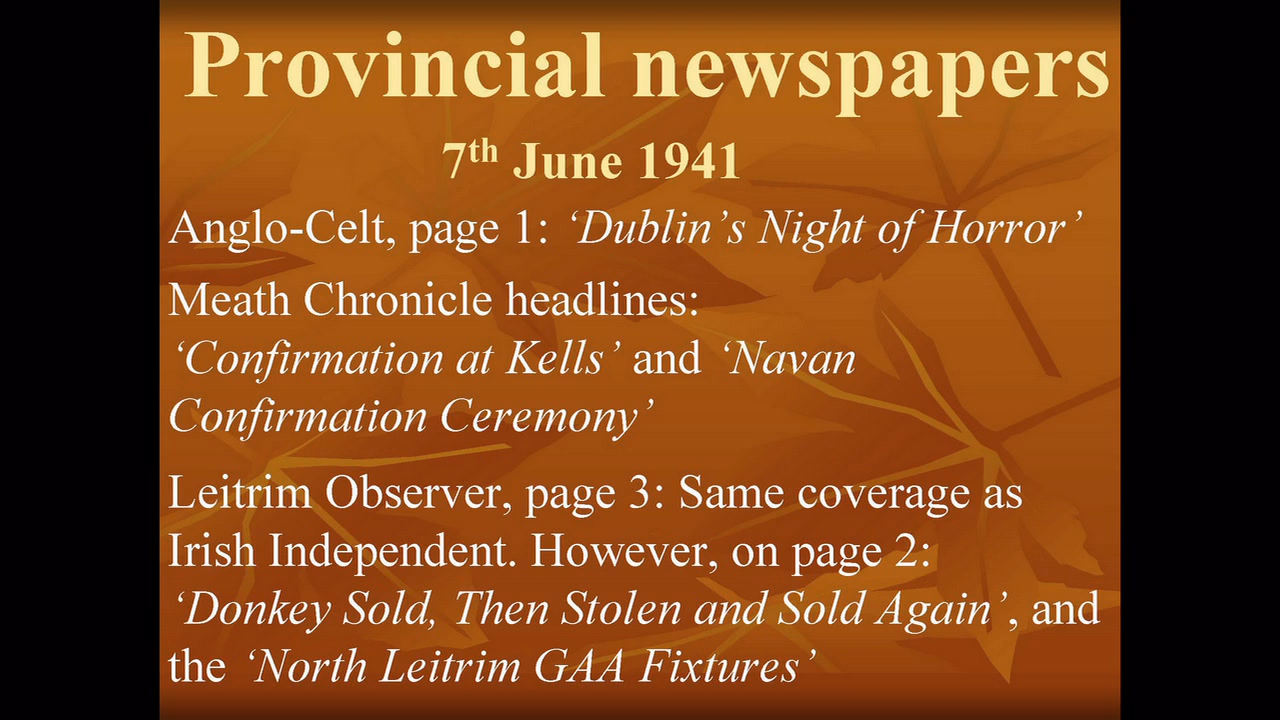 Provincial newspapers
7th June 1941
Anglo-Celt, page 1: ‘Dublin’s Night of Horror’
Meath Chronicle headlines:
‘Confirmation at Kells’ and ‘Navan
Confirmation Ceremony’
Leitrim Observer, page 3: Same coverage as
Irish Independent. However, on page 2:
‘Donkey Sold, Then Stolen and Sold Again’, and
the ‘North Leitrim GAA Fixtures’